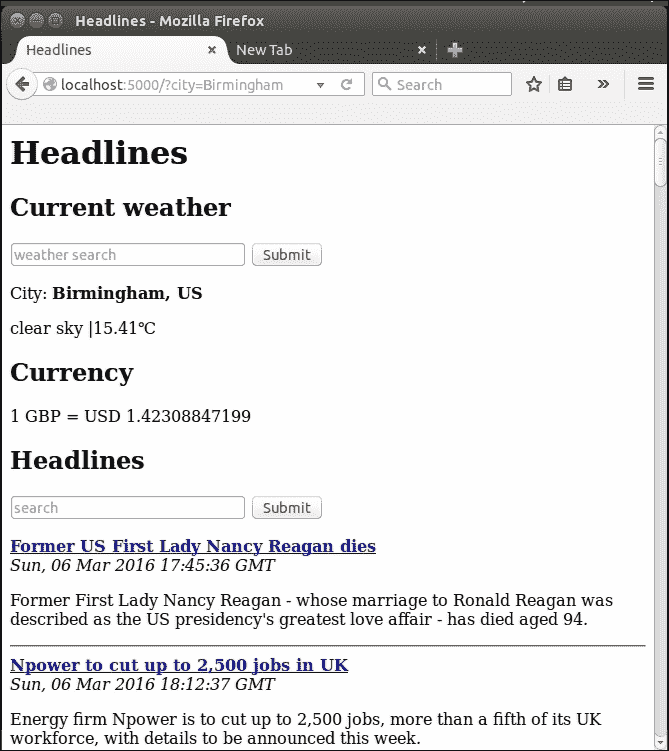 Headlines - Mozilla Firefox
Headlines
New Tab
localhost:5000/?city=Birmingham
Search
Headlines
Current weather
weather search
Submit
City: Birmingham, US
clear sky |15.41℃
Currency
1 GBP = USD 1.42308847199
Headlines
search
Submit
Former US First Lady Nancy Reagan dies
Sun, 06 Mar 2016 17:45:36 GMT
Former First Lady Nancy Reagan - whose marriage to Ronald Reagan was
described as the US presidency's greatest love affair - has died aged 94.
Npower to cut up to 2,500 jobs in UK
Sun, 06 Mar 2016 18:12:37 GMT
Energy firm Npower is to cut up to 2,500 jobs, more than a fifth of its UK
workforce, with details to be announced this week.